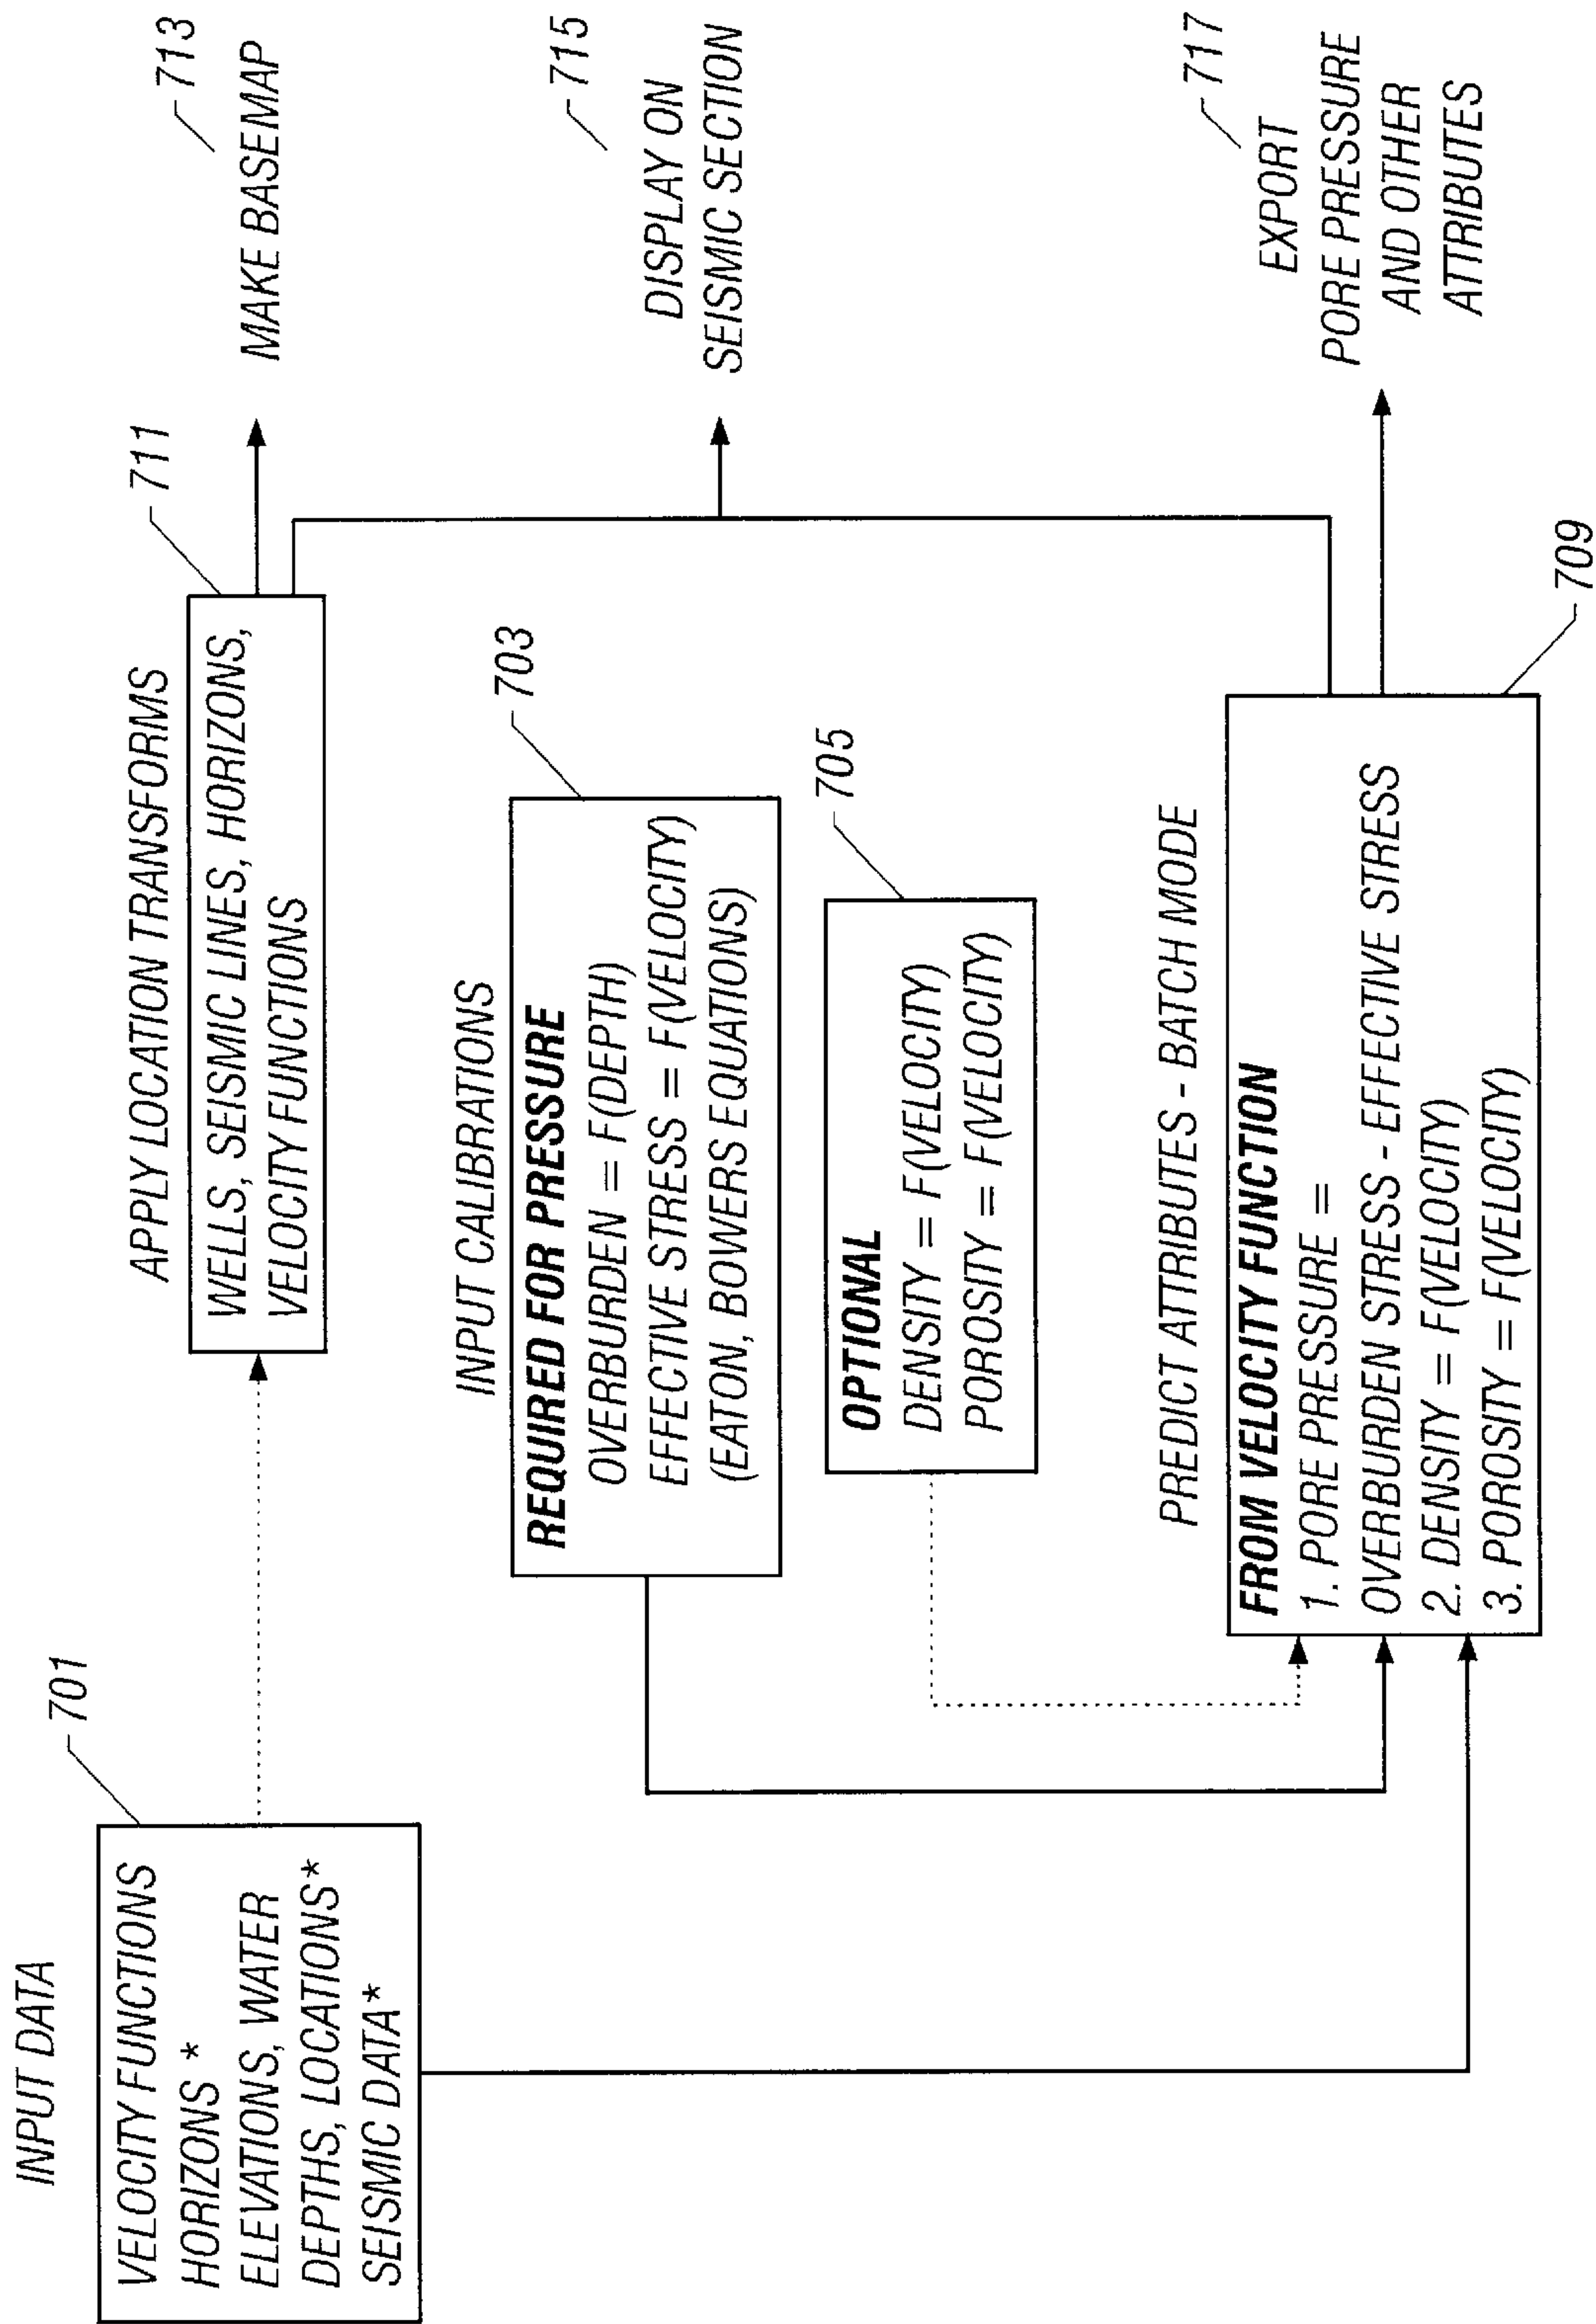 INPUT DATA
701
VELOCITY FUNCTIONS
HORIZONS *
ELEVATIONS, WATER
DEPTHS, LOCATIONS*
SEISMIC DATA*
APPLY LOCATION TRANSFORMS
711
WELLS, SEISMIC LINES, HORIZONS,
VELOCITY FUNCTIONS
713
MAKE BASEMAP
INPUT CALIBRATIONS
703
REQUIRED FOR PRESSURE
OVERBURDEN = F(DEPTH)
EFFECTIVE STRESS = F(VELOCITY)
(EATON, BOWERS EQUATIONS)
715
DISPLAY ON
SEISMIC SECTION
705
OPTIONAL
DENSITY = F(VELOCITY)
POROSITY = F(VELOCITY)
PREDICT ATTRIBUTES - BATCH MODE
FROM VELOCITY FUNCTION
1. PORE PRESSURE =
OVERBURDEN STRESS - EFFECTIVE STRESS
2. DENSITY = F(VELOCITY)
3. POROSITY = F(VELOCITY)
709
717
EXPORT
PORE PRESSURE
AND OTHER
ATTRIBUTES